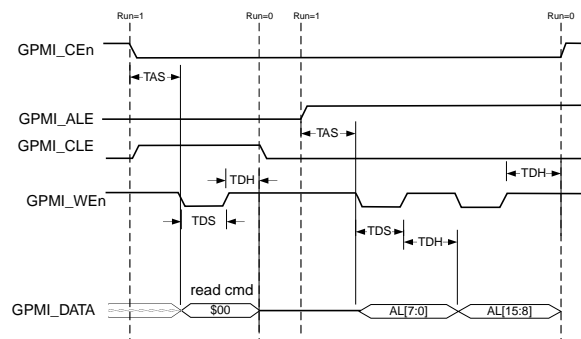 Run=1 Run=0 Run=1 Run=0
GPMI_CEn
TAS
GPMI_ALE
TAS
GPMI_CLE
TDH TDH
GPMI_WEn
TDS TDS TDH
read cmd
GPMI_DATA $00 AL[7:0] AL[15:8]